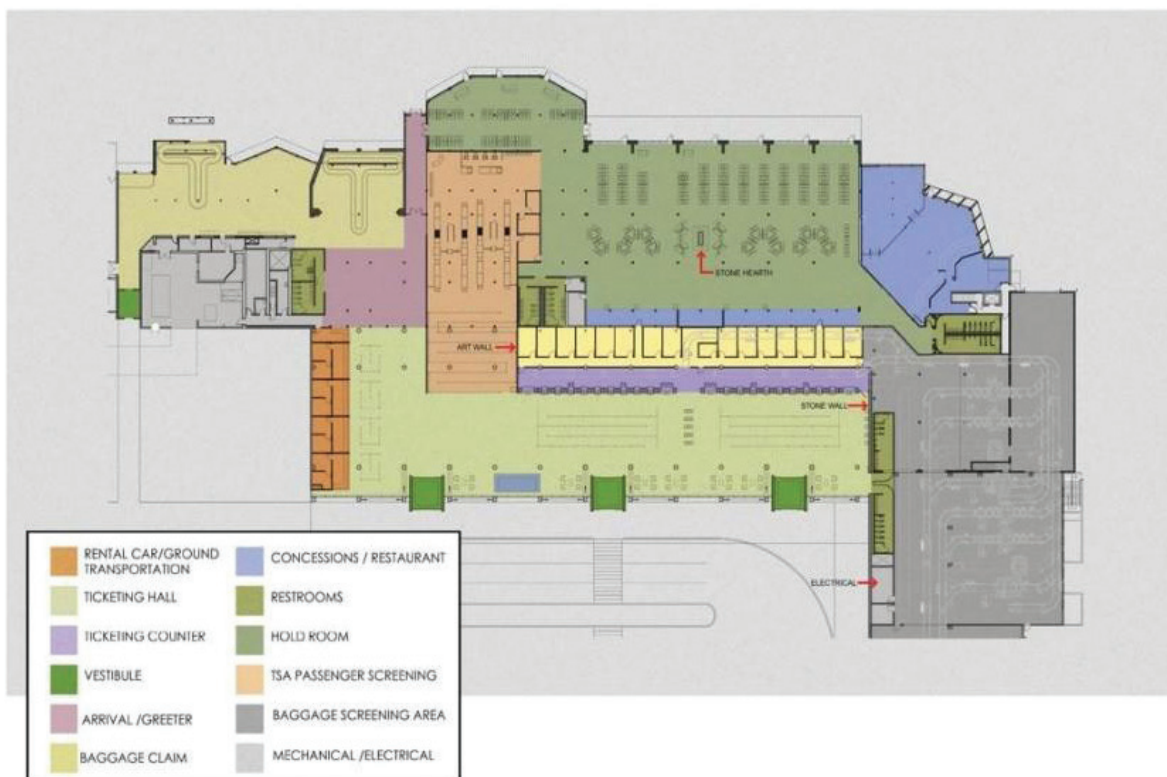 STONE HEARTH
ART WALL
STONE WALL
ELECTRICAL
RENTAL CAR/GROUND
TRANSPORTATION
TICKETING HALL
TICKETING COUNTER
VESTIBULE
ARRIVAL /GREETER
BAGGAGE CLAIM
CONCESSIONS / RESTAURANT
RESTROOMS
HOLD ROOM
TSA PASSENGER SCREENING
BAGGAGE SCREENING AREA
MECHANICAL /ELECTRICAL